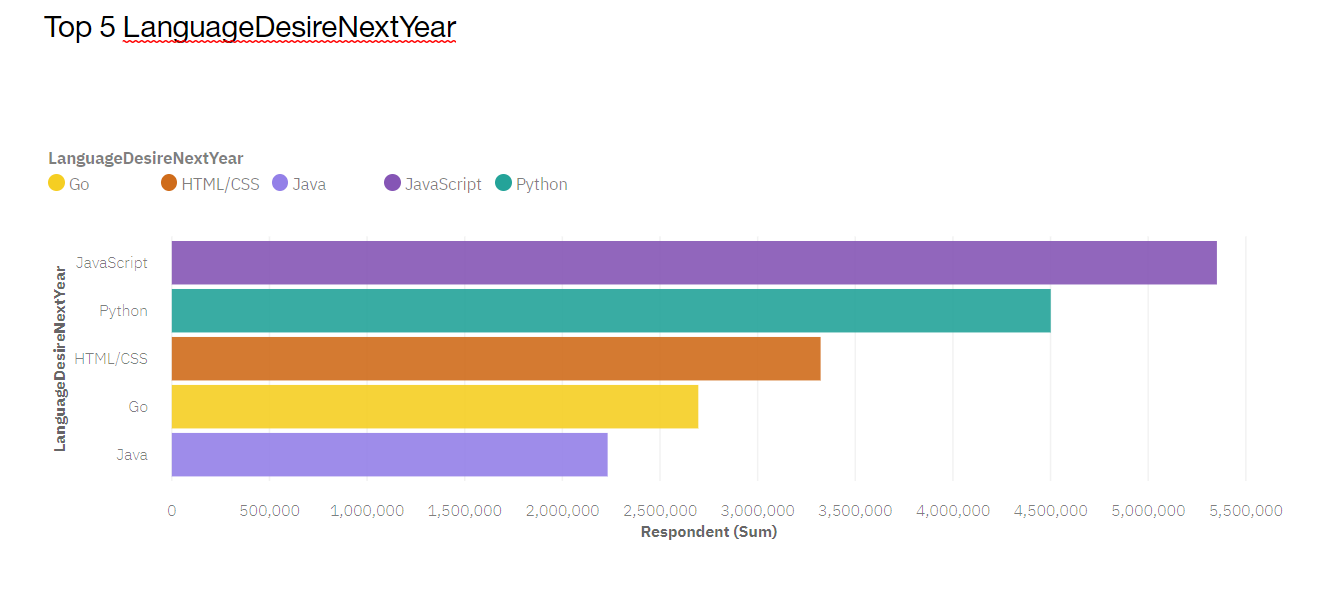 Top 5 LanguageDesireNextYear
LanguageDesireNextYear
Go HTML/CSS Java JavaScript Python
LanguageDesireNextYear
JavaScript
Python
HTML/CSS
Go
Java
0 500,000 1,000,000 1,500,000 2,000,000 2,500,000 3,000,000 3,500,000 4,000,000 4,500,000 5,000,000 5,500,000
Respondent (Sum)